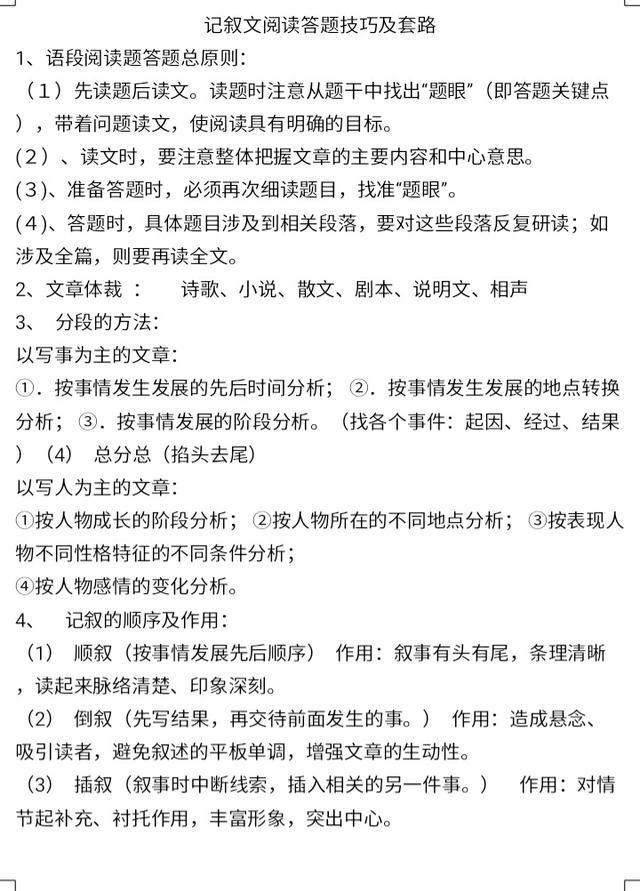 记叙文阅读答题技巧及套路
1、语段阅读题答题总原则：
（１）先读题后读文。读题时注意从题干中找出“题眼”（即答题关键点
），带着问题读文，使阅读具有明确的目标。
(２）、读文时，要注意整体把握文章的主要内容和中心意思。
(３)、准备答题时，必须再次细读题目，找准“题眼”。
(４)、答题时，具体题目涉及到相关段落，要对这些段落反复研读；如
涉及全篇，则要再读全文。
2、文章体裁 ：　　诗歌、小说、散文、剧本、说明文、相声
3、 分段的方法：
以写事为主的文章：
①．按事情发生发展的先后时间分析； ②．按事情发生发展的地点转换
分析； ③．按事情发展的阶段分析。（找各个事件：起因、经过、结果
）（4） 总分总（掐头去尾）
以写人为主的文章：
①按人物成长的阶段分析； ②按人物所在的不同地点分析； ③按表现人
物不同性格特征的不同条件分析；
④按人物感情的变化分析。
4、　记叙的顺序及作用：
（1） 顺叙（按事情发展先后顺序） 作用：叙事有头有尾，条理清晰
，读起来脉络清楚、印象深刻。
（2） 倒叙（先写结果，再交待前面发生的事。） 作用：造成悬念、
吸引读者，避免叙述的平板单调，增强文章的生动性。
（3） 插叙（叙事时中断线索，插入相关的另一件事。）　作用：对情
节起补充、衬托作用，丰富形象，突出中心。